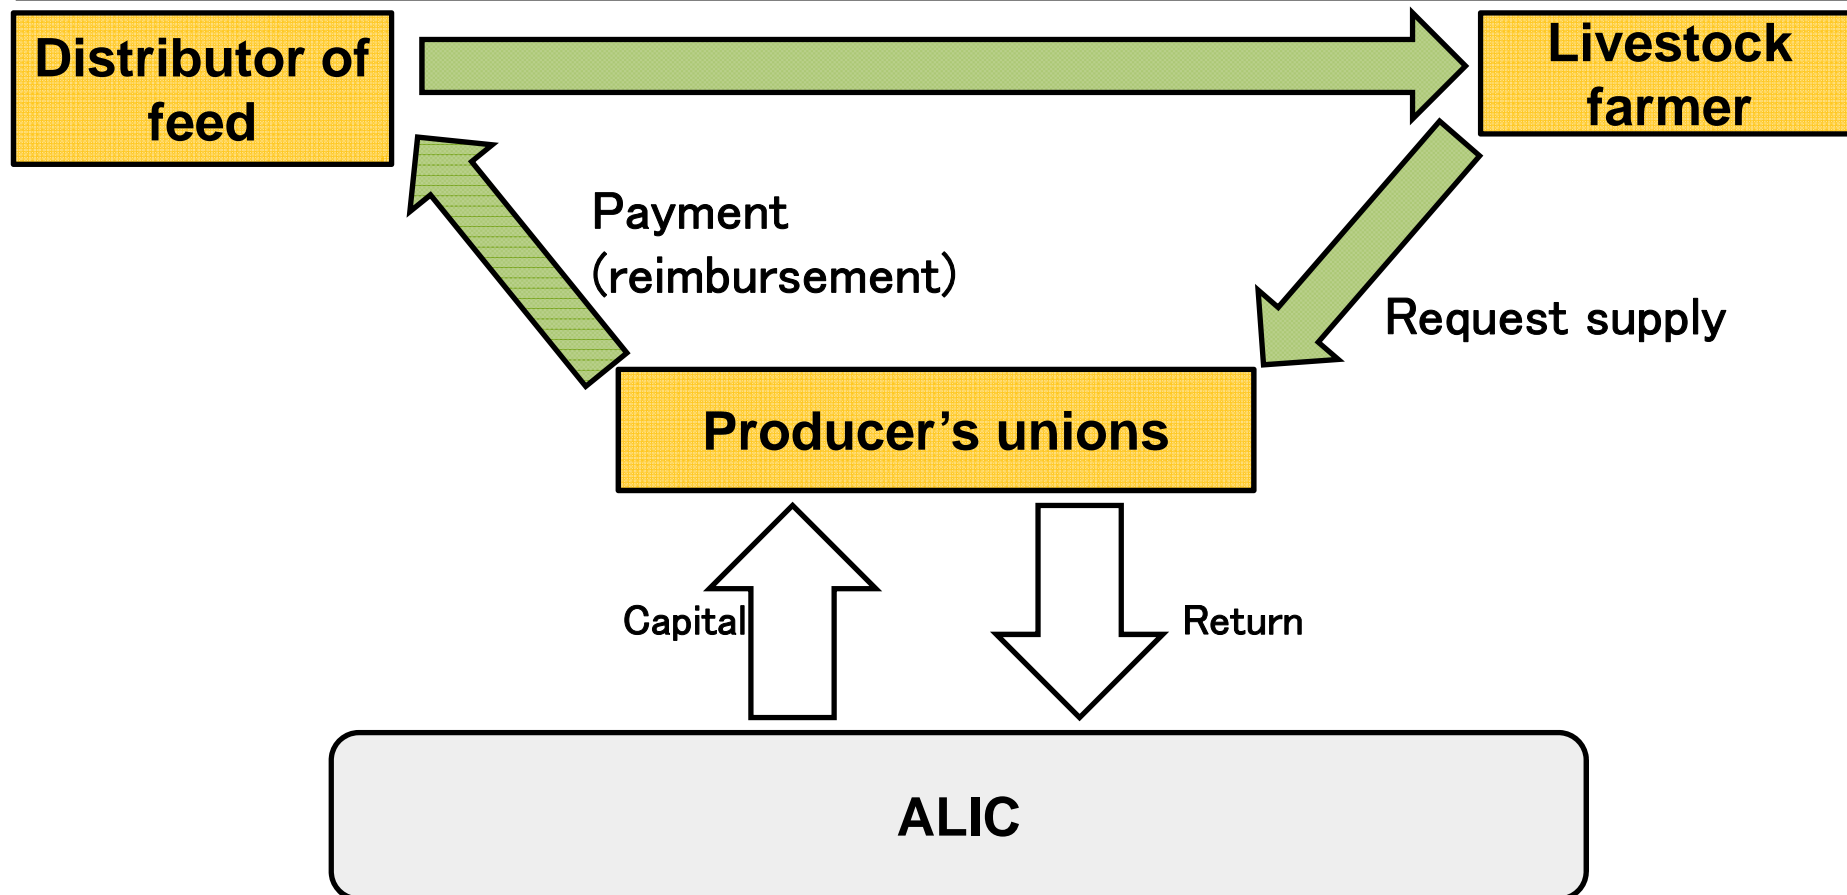 Distributor of
feed
Livestock
farmer
Payment
(reimbursement)
Request supply
Producer’s unions
Capital
Return
ALIC